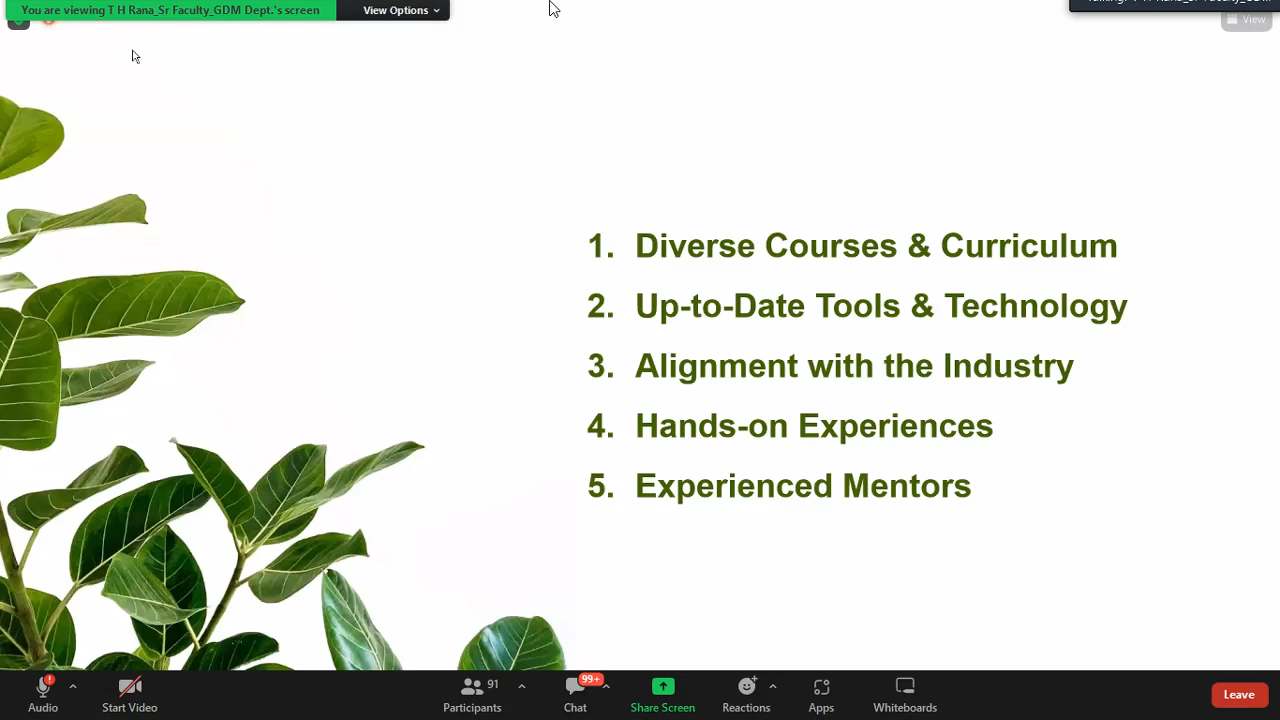 You are viewing T H Rana_Sr Faculty_GDM Dept.'s screen
View Options
View
1. Diverse Courses & Curriculum
2. Up-to-Date Tools & Technology
3. Alignment with the Industry
4. Hands-on Experiences
5. Experienced Mentors
Audio
Start Video
91
Participants
99+
Chat
Share Screen
Reactions
Apps
Whiteboards
Leave